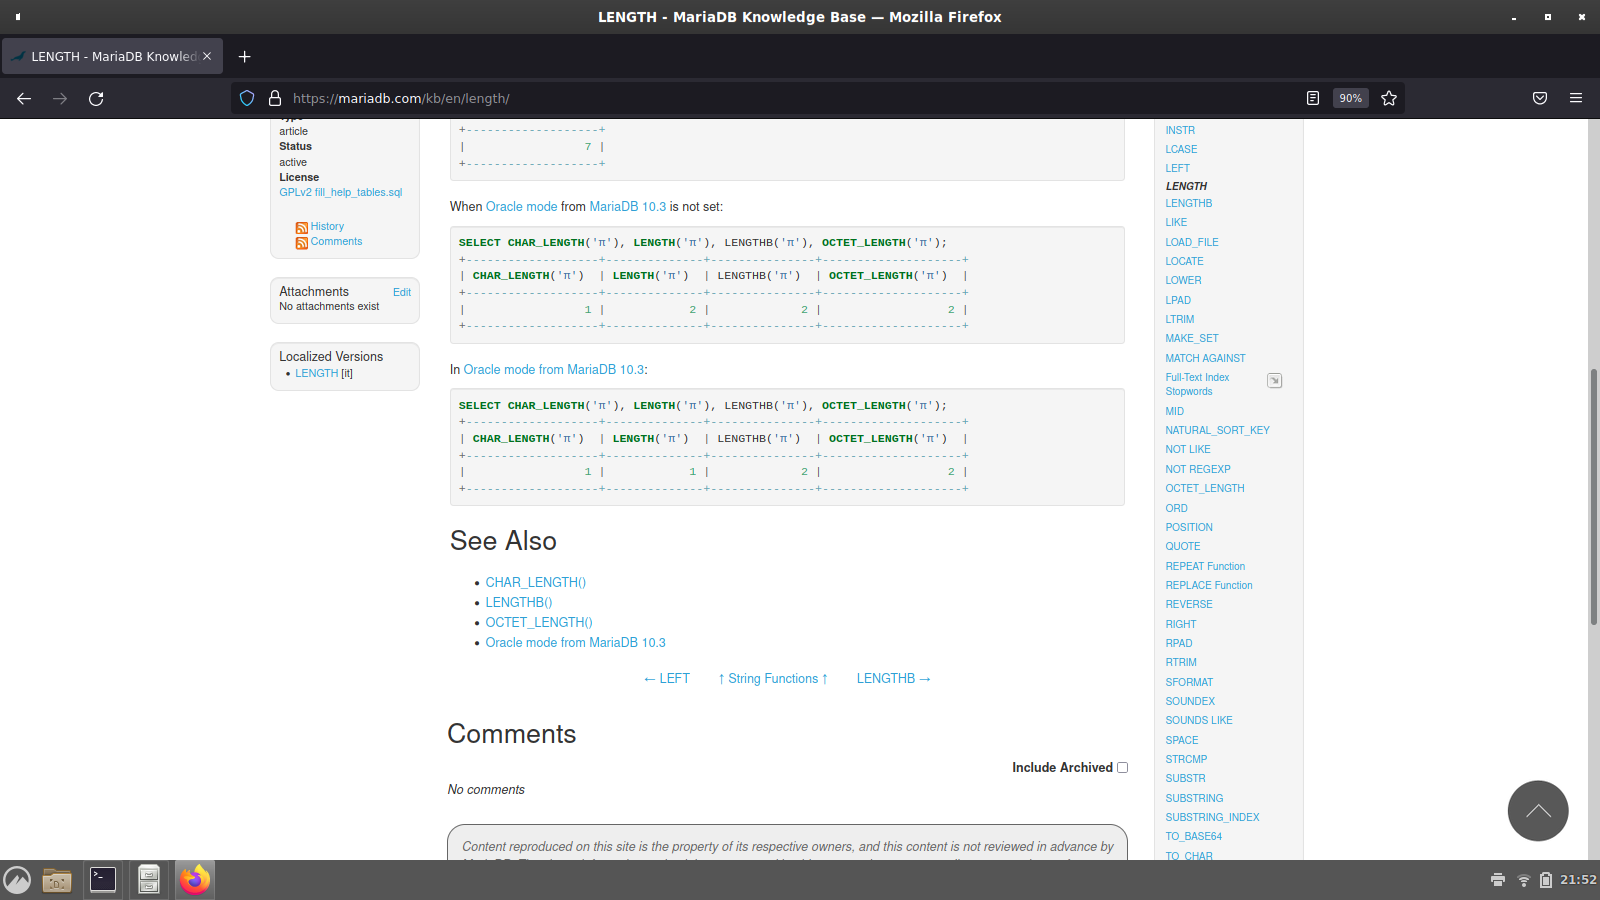 LENGTH - MariaDB Knowledge Base — Mozilla Firefox
LENGTH - MariaDB Knowled
https://mariadb.com/kb/en/length/
90%
article
Status
active
License
GPLv2 fill_help_tables.sql
History
Comments
Attachments Edit
No attachments exist
Localized Versions
• LENGTH [it]
+-------------------+
|                 7 |
+-------------------+
When Oracle mode from MariaDB 10.3 is not set:
SELECT CHAR_LENGTH('π'), LENGTH('π'), LENGTHB('π'), OCTET_LENGTH('π');
+-------------------+--------------+---------------+--------------------+
| CHAR_LENGTH('π')  | LENGTH('π')  | LENGTHB('π')  | OCTET_LENGTH('π')  |
+-------------------+--------------+---------------+--------------------+
|                 1 |            2 |             2 |                  2 |
+-------------------+--------------+---------------+--------------------+
In Oracle mode from MariaDB 10.3:
SELECT CHAR_LENGTH('π'), LENGTH('π'), LENGTHB('π'), OCTET_LENGTH('π');
+-------------------+--------------+---------------+--------------------+
| CHAR_LENGTH('π')  | LENGTH('π')  | LENGTHB('π')  | OCTET_LENGTH('π')  |
+-------------------+--------------+---------------+--------------------+
|                 1 |            1 |             2 |                  2 |
+-------------------+--------------+---------------+--------------------+
See Also
• CHAR_LENGTH()
• LENGTHB()
• OCTET_LENGTH()
• Oracle mode from MariaDB 10.3
← LEFT ↑ String Functions ↑ LENGTHB →
Comments
Include Archived
No comments
Content reproduced on this site is the property of its respective owners, and this content is not reviewed in advance by
INSTR
LCASE
LEFT
LENGTH
LENGTHB
LIKE
LOAD_FILE
LOCATE
LOWER
LPAD
LTRIM
MAKE_SET
MATCH AGAINST
Full-Text Index
Stopwords
MID
NATURAL_SORT_KEY
NOT LIKE
NOT REGEXP
OCTET_LENGTH
ORD
POSITION
QUOTE
REPEAT Function
REPLACE Function
REVERSE
RIGHT
RPAD
RTRIM
SFORMAT
SOUNDEX
SOUNDS LIKE
SPACE
STRCMP
SUBSTR
SUBSTRING
SUBSTRING_INDEX
TO_BASE64
TO_CHAR
21:52